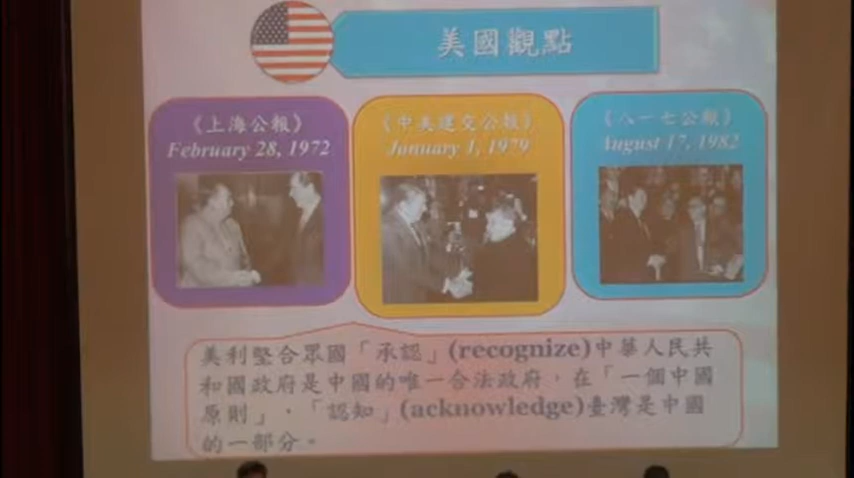 美國觀點
《上海公報》
February 28, 1972
《中美建交公報》
January 1, 1979
《八一七公報》
August 17, 1982
美利堅合眾國「承認」(recognize)中華人民共
和國政府是中國的唯一合法政府，在「一個中國
原則」，「認知」(acknowledge)臺灣是中國
的一部分。